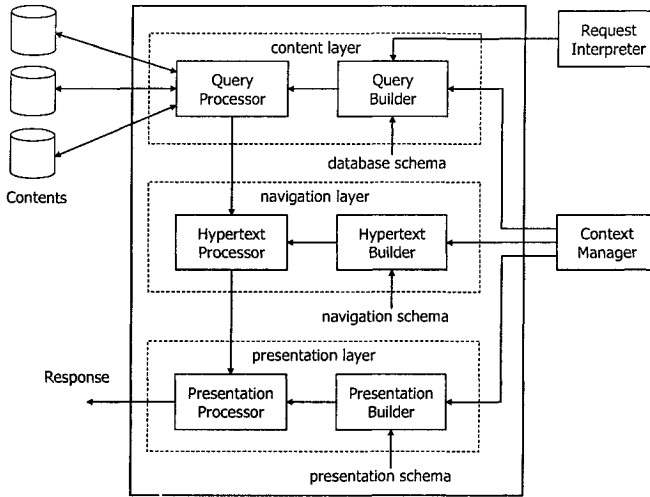 content layer
Request
Interpreter
Query
Processor
Query
Builder
database schema
Contents
navigation layer
Hypertext
Processor
Hypertext
Builder
Context
Manager
navigation schema
presentation layer
Response
Presentation
Processor
Presentation
Builder
presentation schema